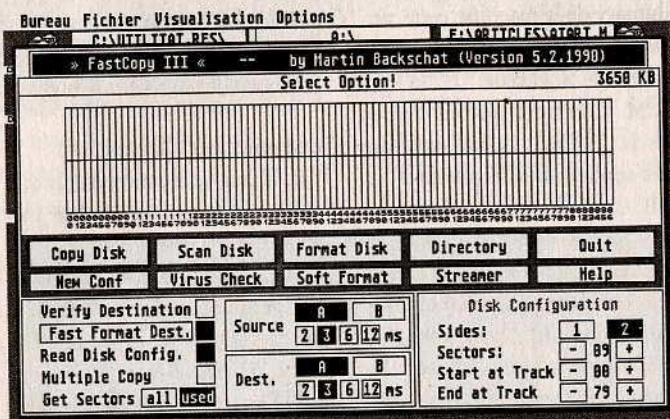 Bureau Fichier Visualisation Options
C:\UTILITAT.RES\ A:\ E:\ARTICLES\ATART.M
» FastCopy III « -- by Martin Backschat (Version 5.2.1990)
Select Option! 3650 KB
00000000001111111111222222222233333333334444444444555555555566666666667777777777888888
01234567890123456789012345678901234567890123456789012345678901234567890123456789012345
Copy Disk Scan Disk Format Disk Directory Quit
New Conf Virus Check Soft Format Streamer Help
Verify Destination
Fast Format Dest.
Read Disk Config.
Multiple Copy
Get Sectors all used
Source A B
2 3 6 12 ms
Dest. A B
2 3 6 12 ms
Disk Configuration
Sides: 1 2
Sectors: - 09 +
Start at Track - 00 +
End at Track - 79 +